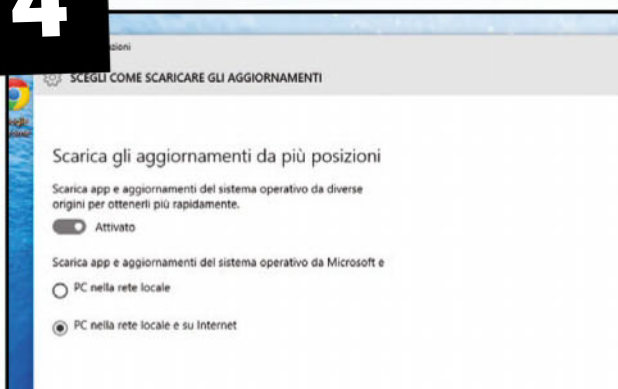 4
SCEGLI COME SCARICARE GLI AGGIORNAMENTI
Scarica gli aggiornamenti da più posizioni
Scarica app e aggiornamenti del sistema operativo da diverse
origini per ottenerli più rapidamente.
Attivato
Scarica app e aggiornamenti del sistema operativo da Microsoft e
PC nella rete locale
PC nella rete locale e su Internet